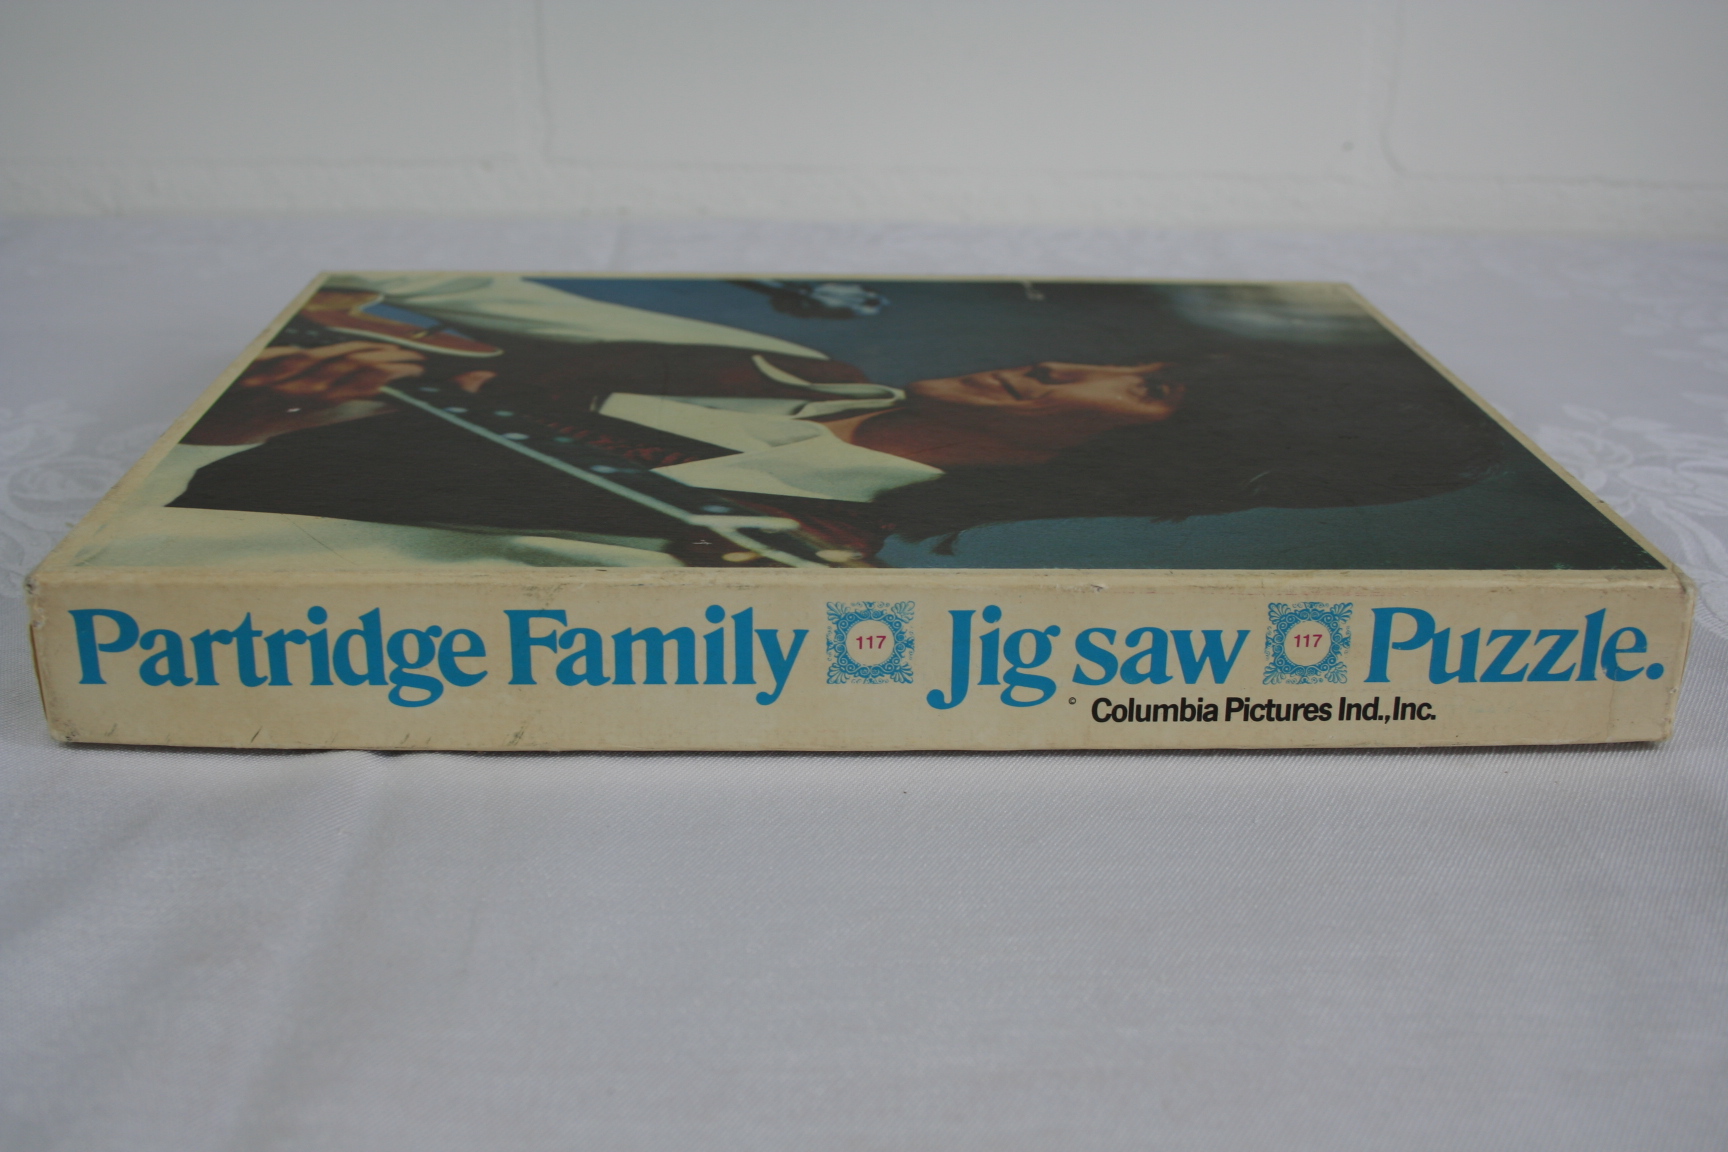 Partridge Family 117 Jig saw 117 Puzzle.
© Columbia Pictures Ind., Inc.